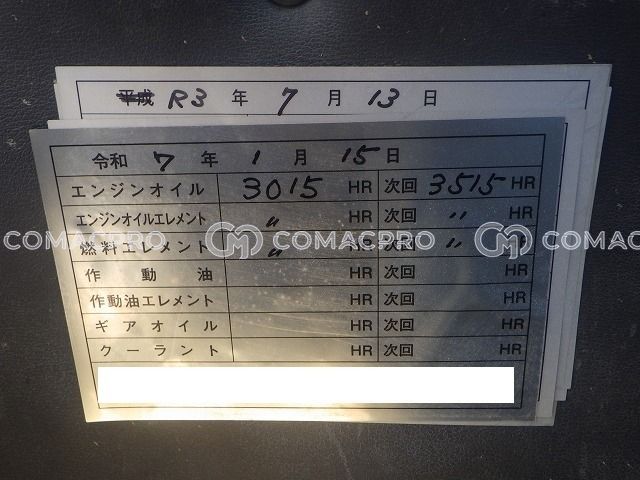 平成 R3 年 7 月 13 日
令和 7 年 1 月 15 日
エンジンオイル 3015 HR 次回 3515 HR
エンジンオイルエレメント 〃 HR 次回 〃 HR
燃料エレメント 〃 HR 次回 〃 HR
COMACPRO COMACPRO COMACPRO
作動油 HR 次回 HR
作動油エレメント HR 次回 HR
ギアオイル HR 次回 HR
クーラント HR 次回 HR